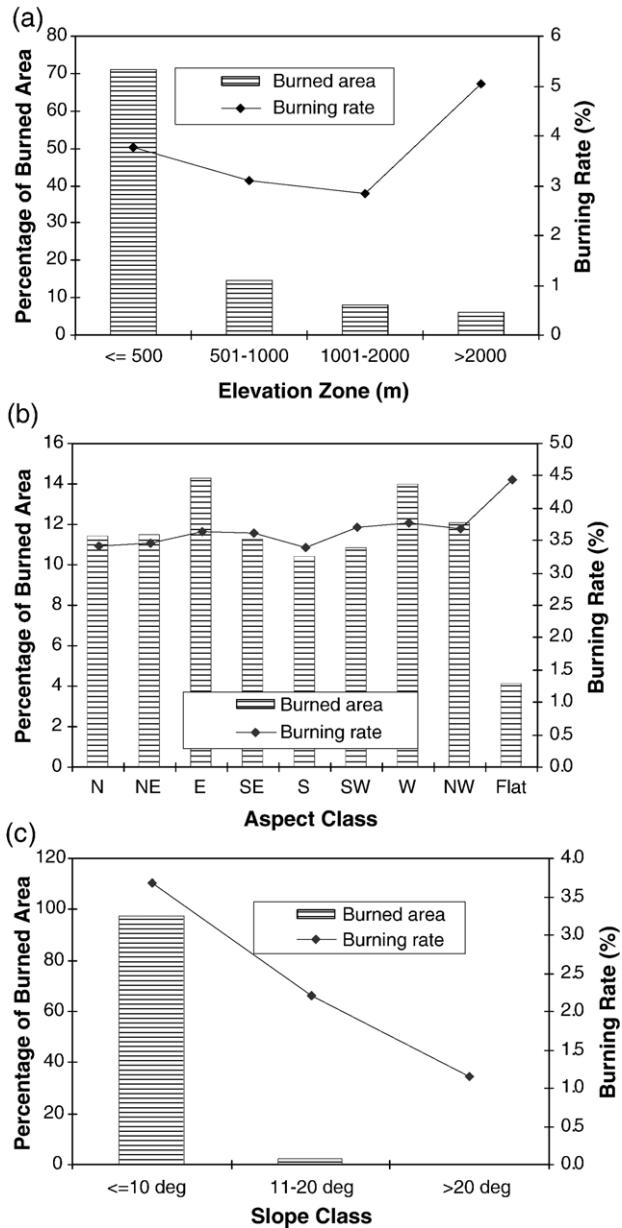 (a)
80
70
60
50
40
30
20
10
0
Percentage of Burned Area
Burned area
Burning rate
6
5
4
3
2
1
0
Burning Rate (%)
<= 500 501-1000 1001-2000 >2000
Elevation Zone (m)
(b)
16
14
12
10
8
6
4
2
0
Percentage of Burned Area
Burned area
Burning rate
5.0
4.5
4.0
3.5
3.0
2.5
2.0
1.5
1.0
0.5
0.0
Burning Rate (%)
N NE E SE S SW W NW Flat
Aspect Class
(c)
120
100
80
60
40
20
0
Percentage of Burned Area
Burned area
Burning rate
4.0
3.5
3.0
2.5
2.0
1.5
1.0
0.5
0.0
Burning Rate (%)
<=10 deg 11-20 deg >20 deg
Slope Class